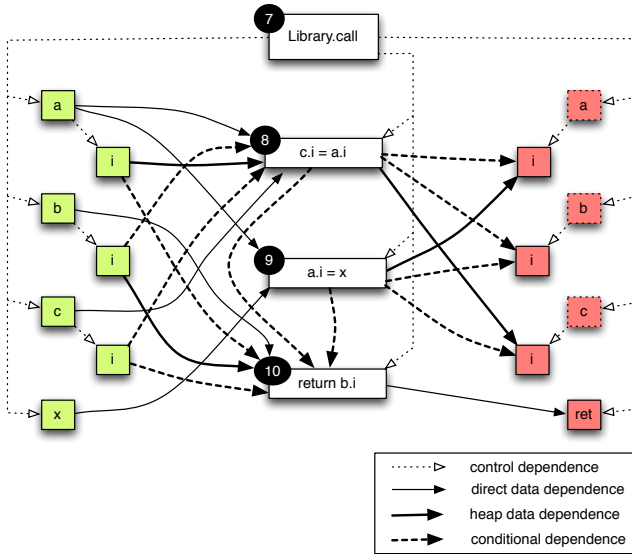 7
Library.call
a
a
8
c.i = a.i
i
i
b
b
9
a.i = x
i
i
c
c
i
i
10
return b.i
x
ret
control dependence
direct data dependence
heap data dependence
conditional dependence